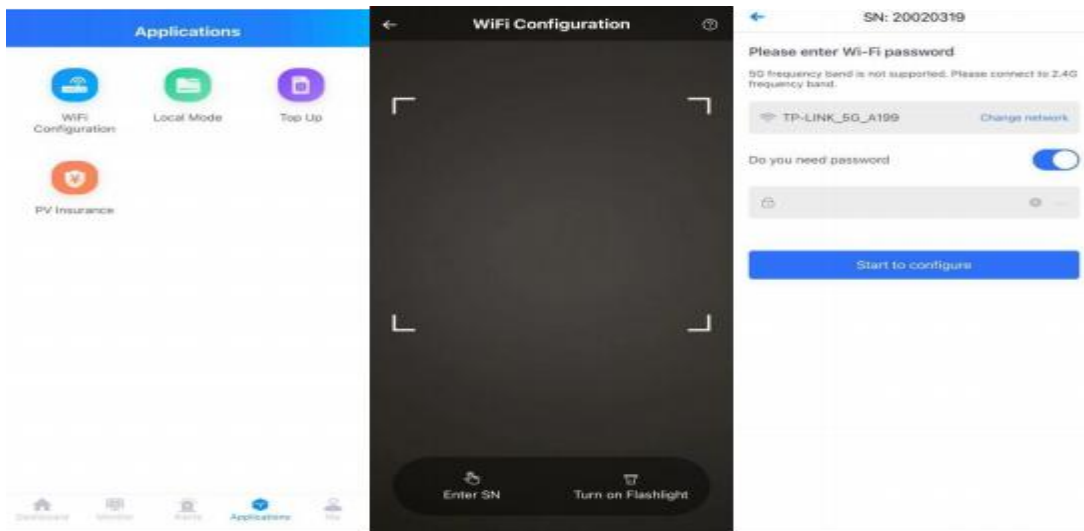 Applications
WiFi
Configuration
Local Mode
Top Up
PV Insurance
Applications
WiFi Configuration
Enter SN
Turn on Flashlight
SN: 20020319
Please enter Wi-Fi password
5G frequency band is not supported. Please connect to 2.4G
frequency band.
TP-LINK_5G_A199
Change network
Do you need password
Start to configure